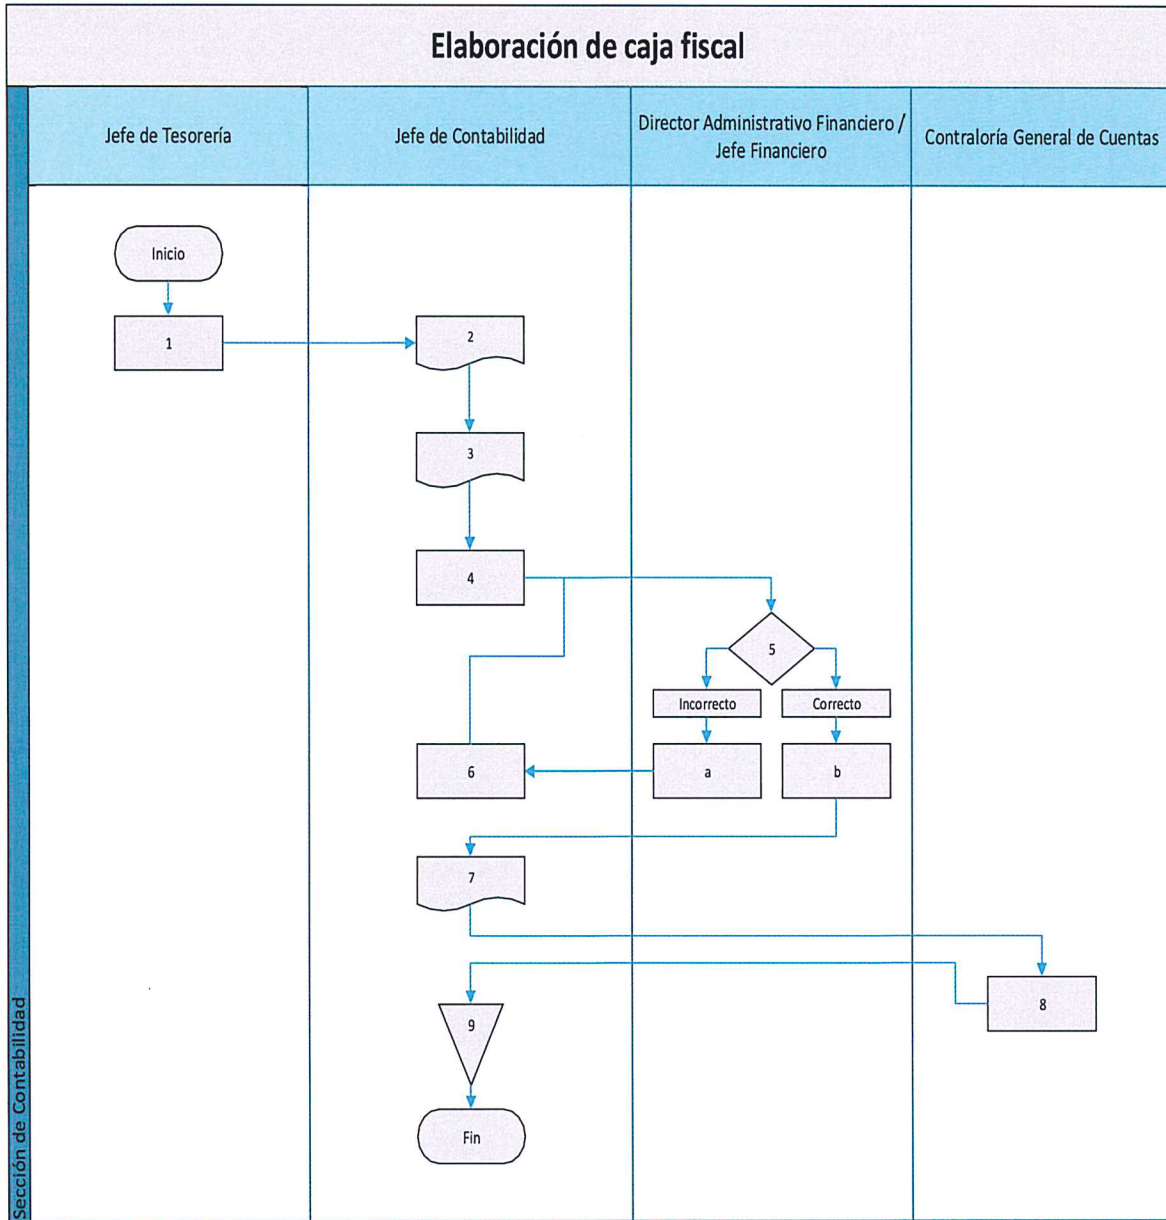 Elaboración de caja fiscal
Jefe de Tesorería
Jefe de Contabilidad
Director Administrativo Financiero /
Jefe Financiero
Contraloría General de Cuentas
Sección de Contabilidad
Inicio
1
2
3
4
5
Incorrecto
Correcto
6
a
b
7
8
9
Fin